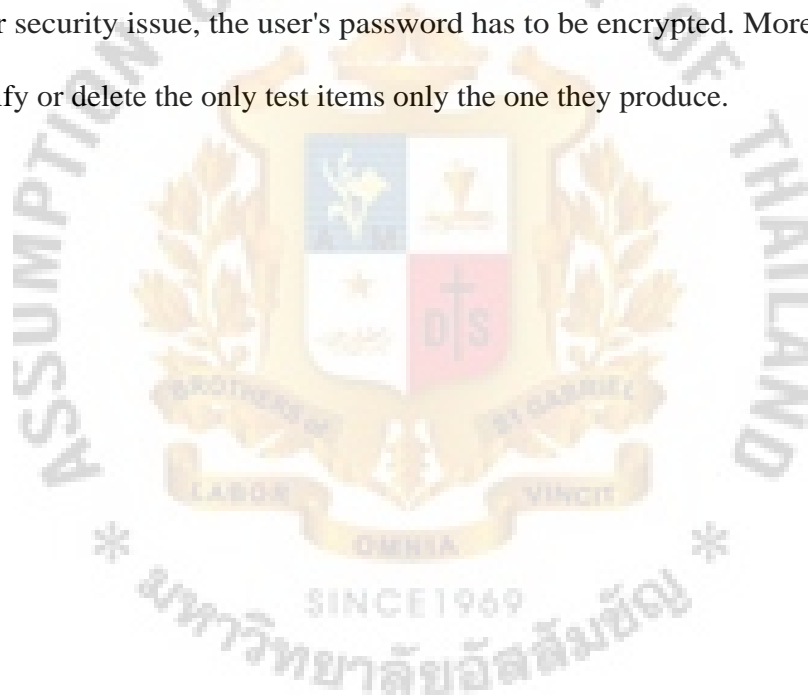 r security issue, the user's password has to be encrypted. More
ify or delete the only test items only the one they produce.
ASSUMPTION
OF
THAILAND
A M
D S
BROTHERS of
ST GABRIEL
LABOR
VINCIT
OMNIA
SINCE1969
มหาวิทยาลัยอัสสัมชัญ